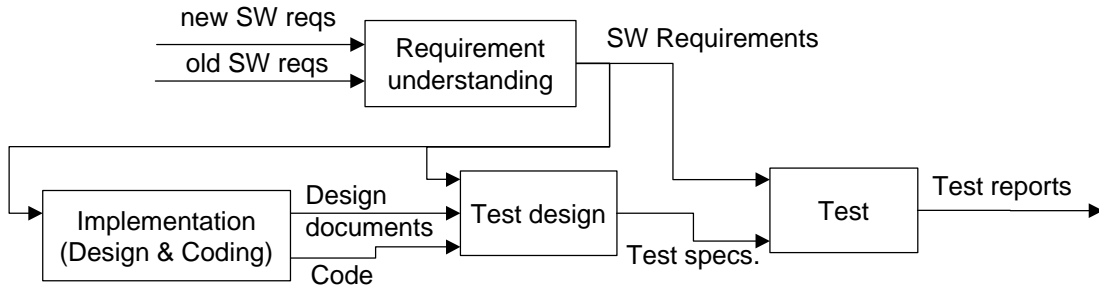 new SW reqs
old SW reqs
Requirement
understanding
SW Requirements
Implementation
(Design & Coding)
Design
documents
Code
Test design
Test specs.
Test
Test reports